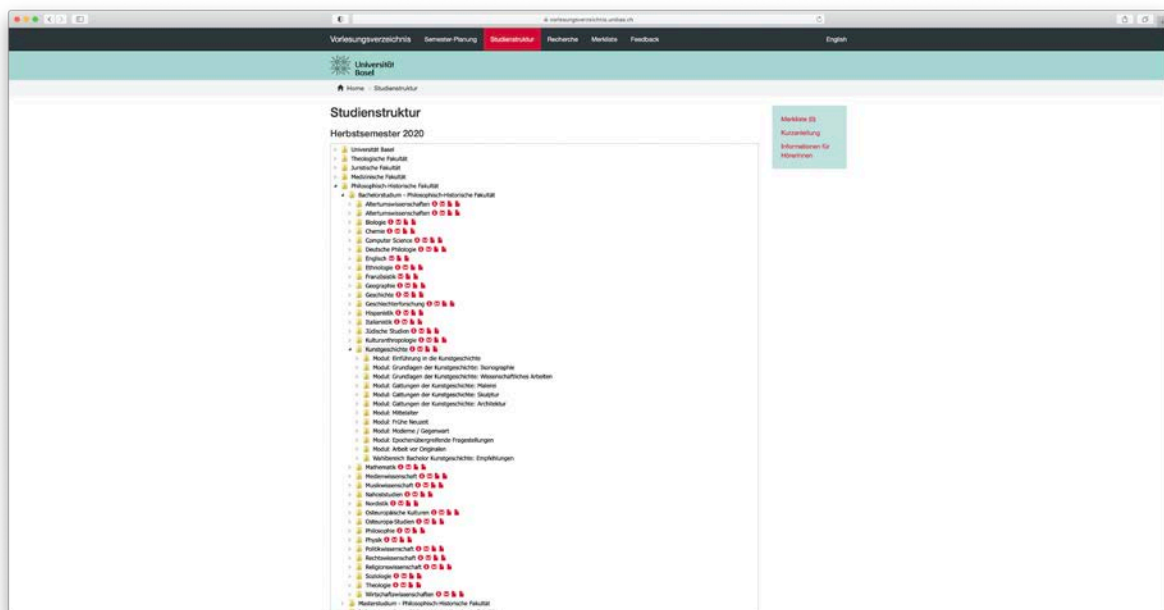 vorlesungsverzeichnis.unibas.ch
Vorlesungsverzeichnis Semester-Planung Studienstruktur Recherche Merkliste Feedback English
Universität
Basel
Home Studienstruktur
Studienstruktur
Merkliste (0)
Kurzanleitung
Informationen für
HörerInnen
Herbstsemester 2020
Universität Basel
Theologische Fakultät
Juristische Fakultät
Medizinische Fakultät
Philosophisch-Historische Fakultät
Bachelorstudium - Philosophisch-Historische Fakultät
Altertumswissenschaften
Altertumswissenschaften
Biologie
Chemie
Computer Science
Deutsche Philologie
Englisch
Ethnologie
Französistik
Geographie
Geschichte
Geschlechterforschung
Hispanistik
Italianistik
Jüdische Studien
Kulturanthropologie
Kunstgeschichte
Modul: Einführung in die Kunstgeschichte
Modul: Grundlagen der Kunstgeschichte: Ikonographie
Modul: Grundlagen der Kunstgeschichte: Wissenschaftliches Arbeiten
Modul: Gattungen der Kunstgeschichte: Malerei
Modul: Gattungen der Kunstgeschichte: Skulptur
Modul: Gattungen der Kunstgeschichte: Architektur
Modul: Mittelalter
Modul: Frühe Neuzeit
Modul: Moderne / Gegenwart
Modul: Epochenübergreifende Fragestellungen
Modul: Arbeit vor Originalen
Wahlbereich Bachelor Kunstgeschichte: Empfehlungen
Mathematik
Medienwissenschaft
Musikwissenschaft
Nahoststudien
Nordistik
Osteuropäische Kulturen
Osteuropa-Studien
Philosophie
Physik
Politikwissenschaft
Rechtswissenschaft
Religionswissenschaft
Soziologie
Theologie
Wirtschaftswissenschaften
Masterstudium - Philosophisch-Historische Fakultät